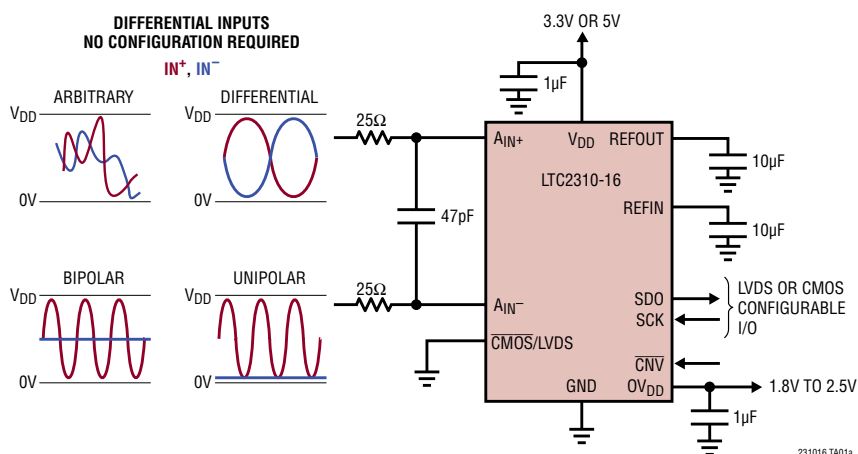 DIFFERENTIAL INPUTS
NO CONFIGURATION REQUIRED
IN+, IN−
ARBITRARY
VDD
0V
DIFFERENTIAL
BIPOLAR
VDD
0V
UNIPOLAR
VDD
0V
25Ω
47pF
25Ω
3.3V OR 5V
1µF
AIN+
VDD
REFOUT
LTC2310-16
REFIN
10µF
10µF
AIN−
CMOS/LVDS
SDO
SCK
LVDS OR CMOS
CONFIGURABLE
I/O
CNV
GND
OVDD
1.8V TO 2.5V
1µF
231016 TA01a